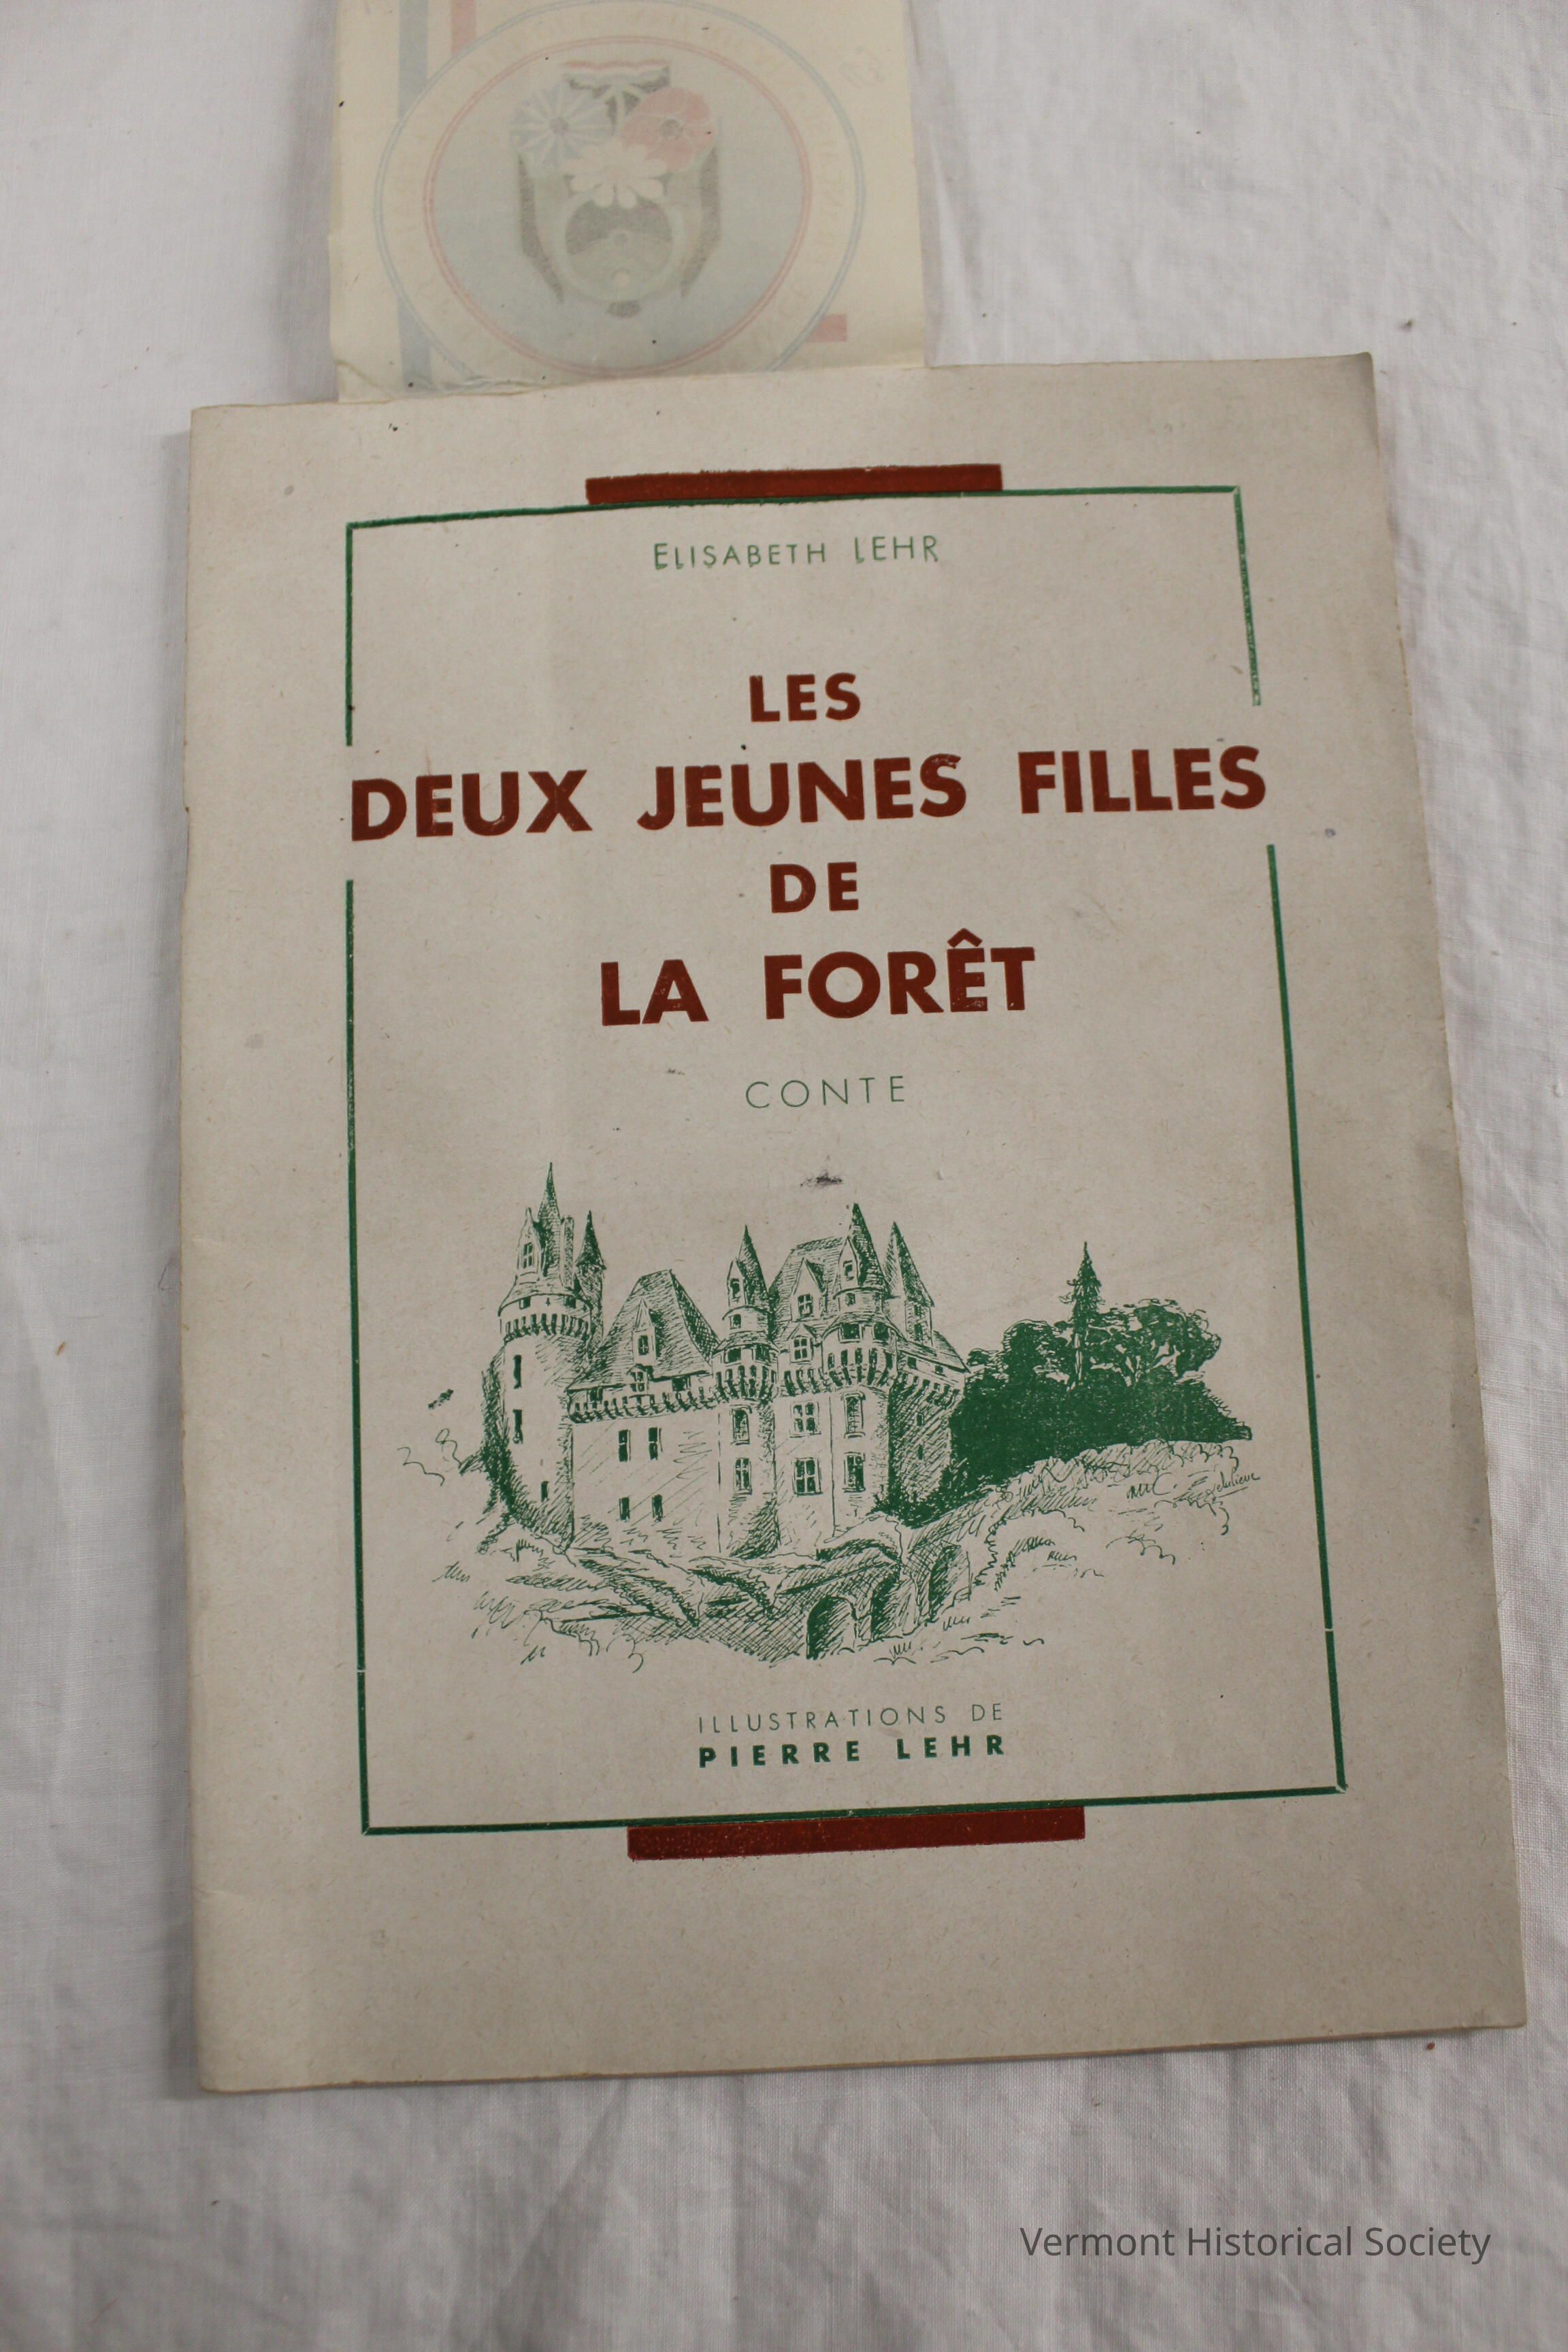 ELISABETH LEHR
LES
DEUX JEUNES FILLES
DE
LA FORÊT
CONTE
ILLUSTRATIONS DE
PIERRE LEHR
Vermont Historical Society